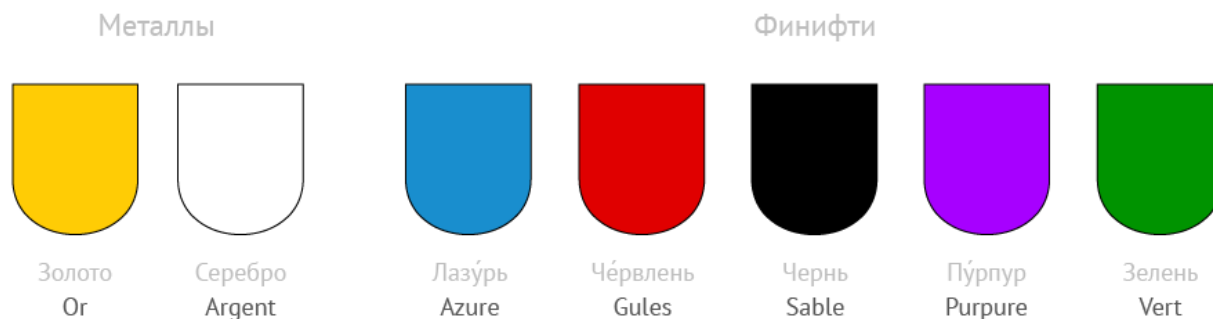 Металлы Финифти
Золото Серебро Лазу́рь Че́рвлень Чернь Пу́рпур Зелень
Or Argent Azure Gules Sable Purpure Vert